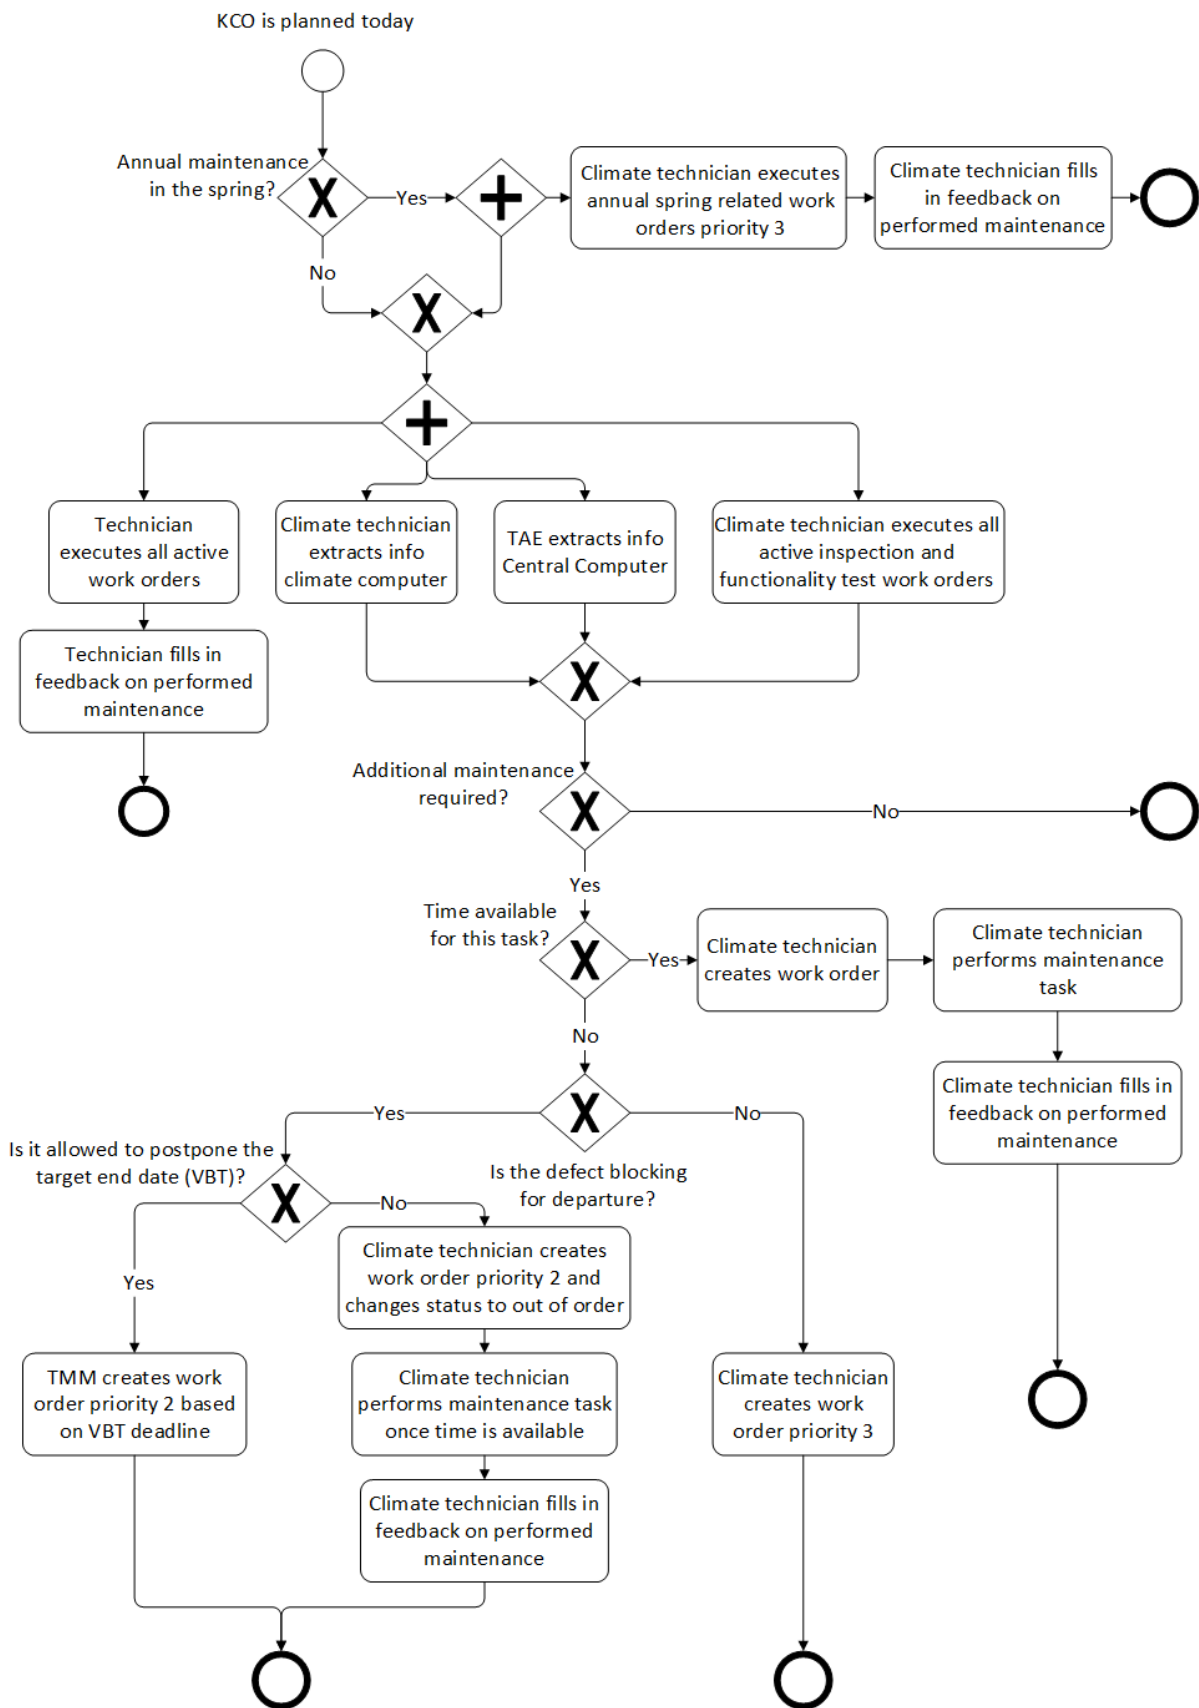 KCO is planned today
Annual maintenance
in the spring?
Yes
Climate technician executes
annual spring related work
orders priority 3
Climate technician fills
in feedback on
performed maintenance
No
Technician
executes all active
work orders
Climate technician
extracts info
climate computer
TAE extracts info
Central Computer
Climate technician executes all
active inspection and
functionality test work orders
Technician fills in
feedback on performed
maintenance
Additional maintenance
required?
No
Yes
Time available
for this task?
Yes
Climate technician
creates work order
Climate technician
performs maintenance
task
No
Climate technician fills in
feedback on performed
maintenance
Yes
No
Is it allowed to postpone the
target end date (VBT)?
Is the defect blocking
for departure?
No
Yes
Climate technician creates
work order priority 2 and
changes status to out of order
TMM creates work
order priority 2 based
on VBT deadline
Climate technician
performs maintenance task
once time is available
Climate technician
creates work
order priority 3
Climate technician fills in
feedback on performed
maintenance